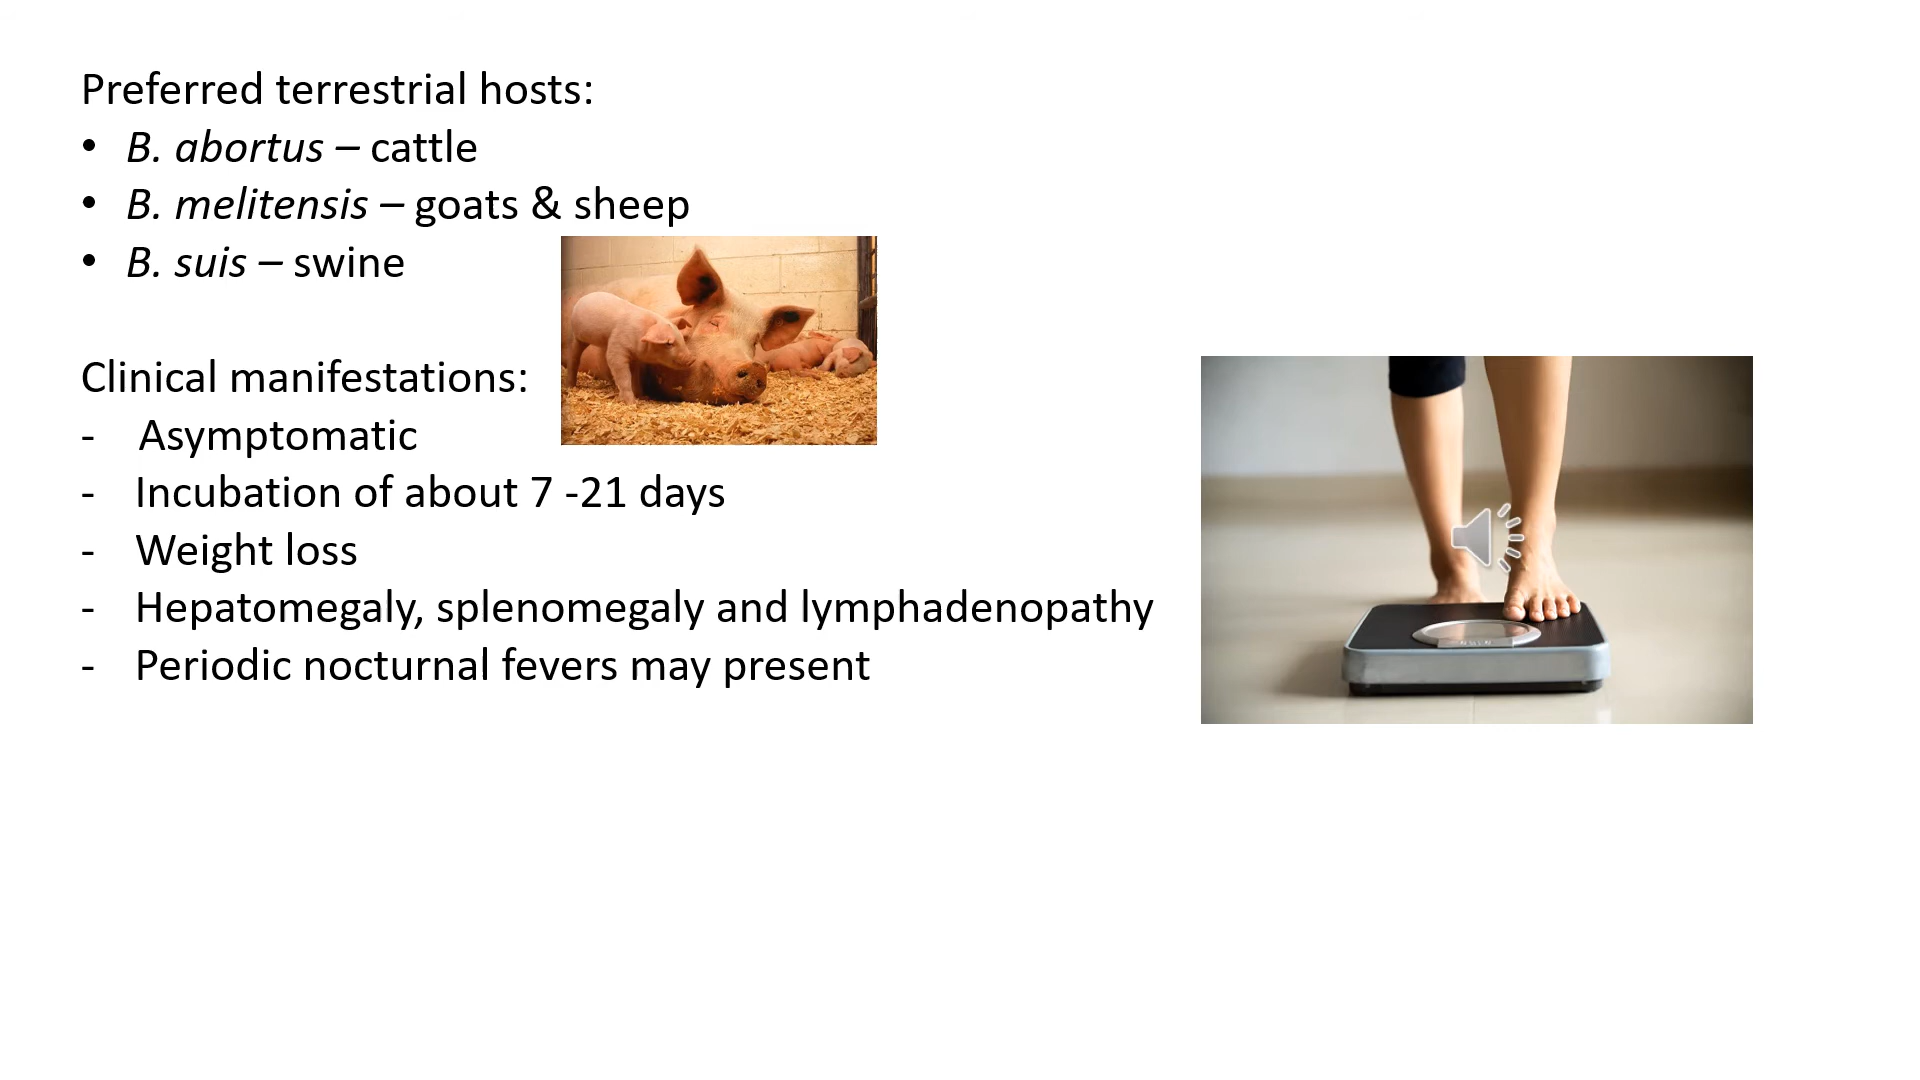 Preferred terrestrial hosts:
• B. abortus – cattle
• B. melitensis – goats & sheep
• B. suis – swine
Clinical manifestations:
- Asymptomatic
- Incubation of about 7 -21 days
- Weight loss
- Hepatomegaly, splenomegaly and lymphadenopathy
- Periodic nocturnal fevers may present